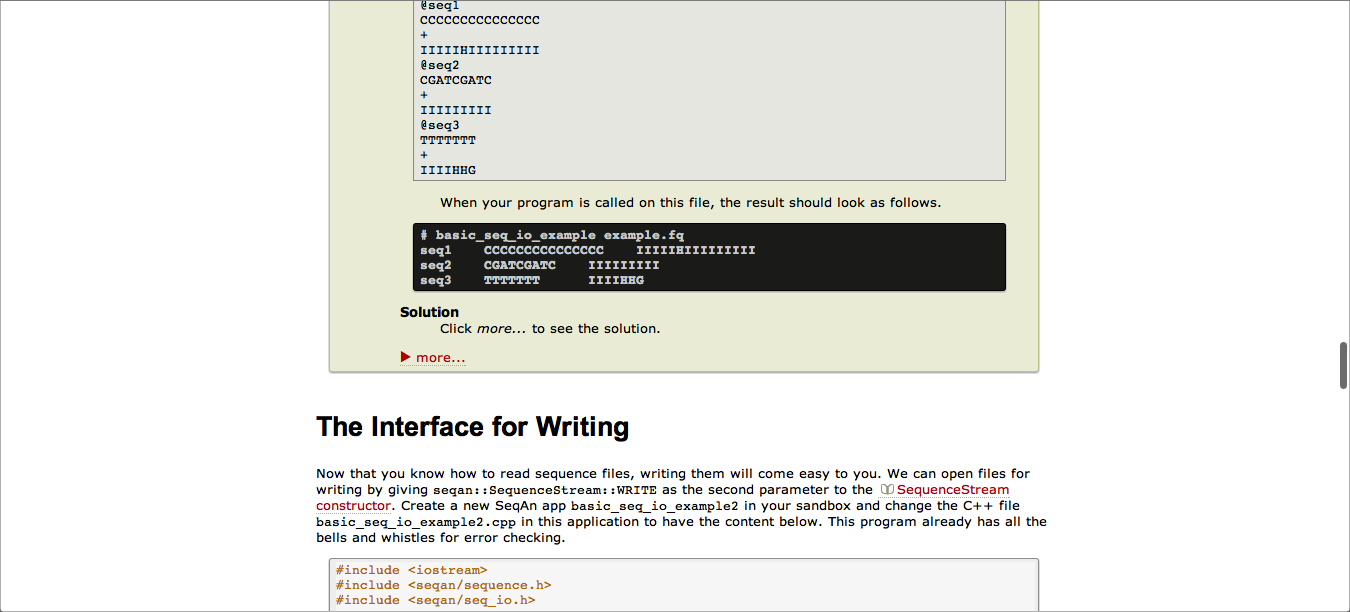 @seq1
CCCCCCCCCCCCCCC
+
IIIIIHIIIIIIIII
@seq2
CGATCGATC
+
IIIIIIIII
@seq3
TTTTTTT
+
IIIIHHG
When your program is called on this file, the result should look as follows.
# basic_seq_io_example example.fq
seq1    CCCCCCCCCCCCCCC    IIIIIHIIIIIIIII
seq2    CGATCGATC    IIIIIIIII
seq3    TTTTTTT      IIIIHHG
Solution
Click more... to see the solution.
more...
The Interface for Writing
Now that you know how to read sequence files, writing them will come easy to you. We can open files for
writing by giving seqan::SequenceStream::WRITE as the second parameter to the SequenceStream
constructor. Create a new SeqAn app basic_seq_io_example2 in your sandbox and change the C++ file
basic_seq_io_example2.cpp in this application to have the content below. This program already has all the
bells and whistles for error checking.
#include <iostream>
#include <seqan/sequence.h>
#include <seqan/seq_io.h>